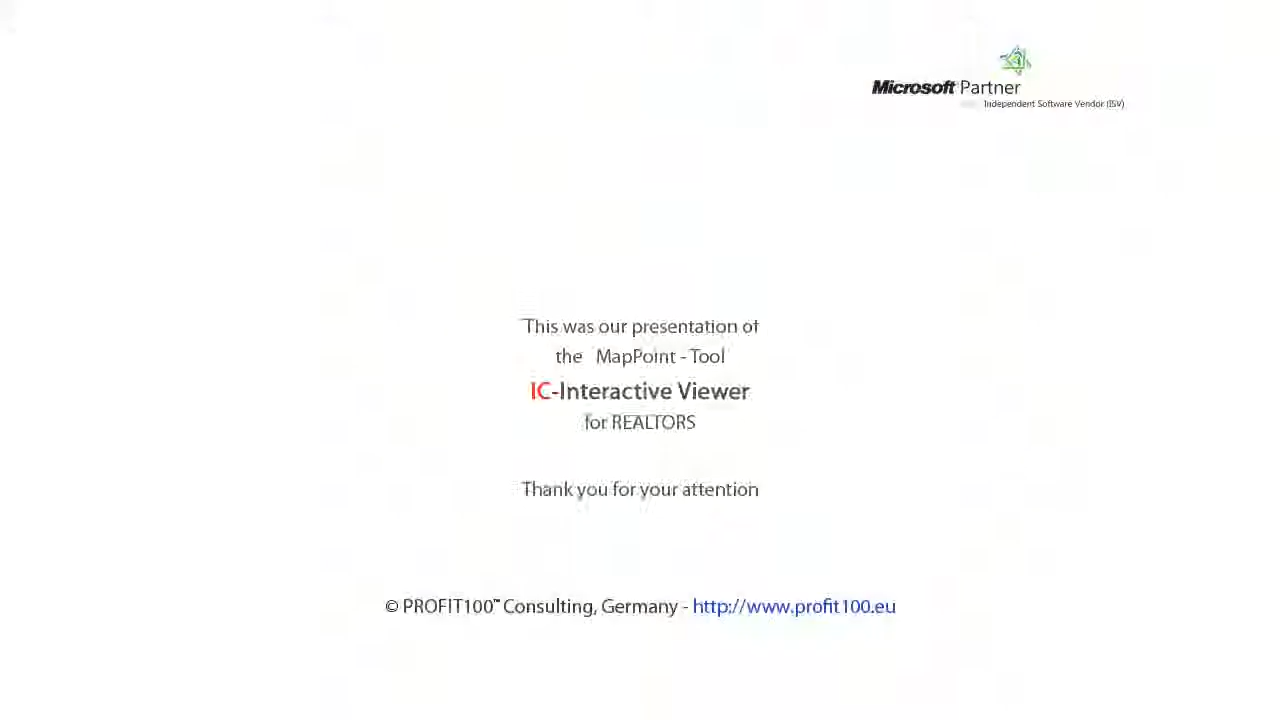 Microsoft Partner
Independent Software Vendor (ISV)
This was our presentation of
the MapPoint - Tool
IC-Interactive Viewer
for REALTORS
Thank you for your attention
© PROFIT100™ Consulting, Germany - http://www.profit100.eu